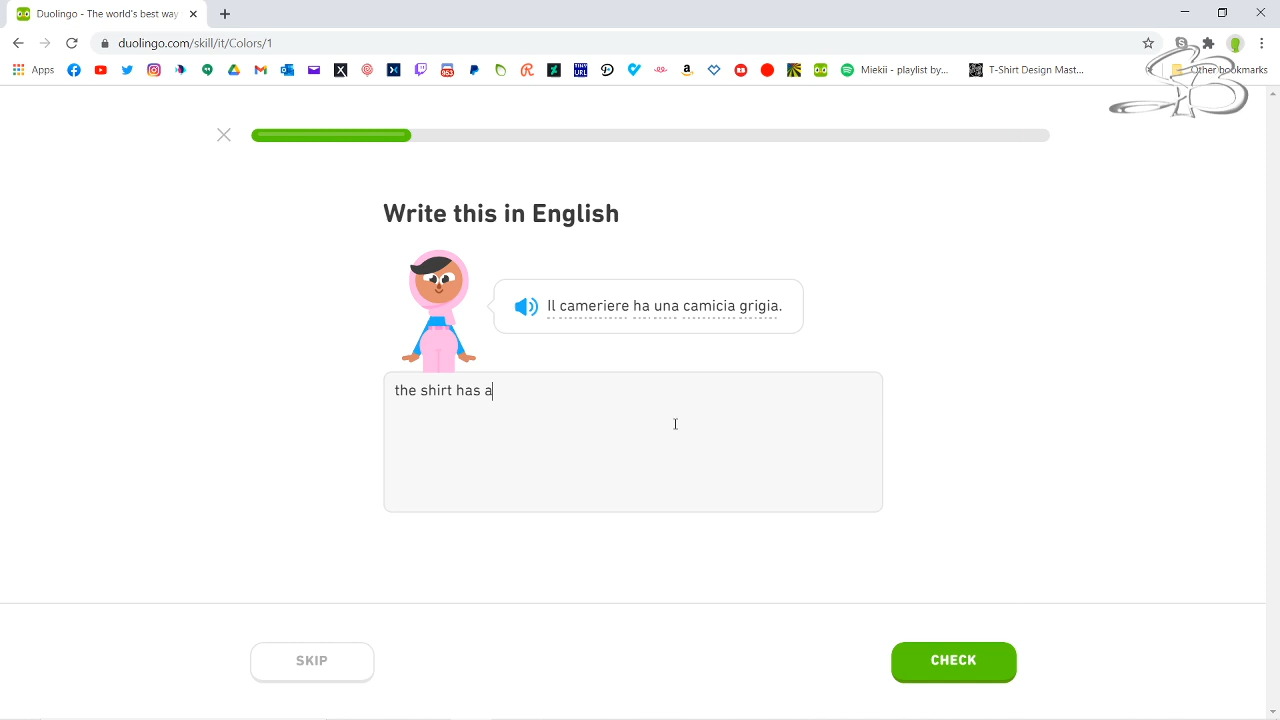 Duolingo - The world's best way
duolingo.com/skill/it/Colors/1
Apps
Miekii - playlist by...
T-Shirt Design Mast...
Other bookmarks
Write this in English
Il cameriere ha una camicia grigia.
the shirt has a
SKIP
CHECK